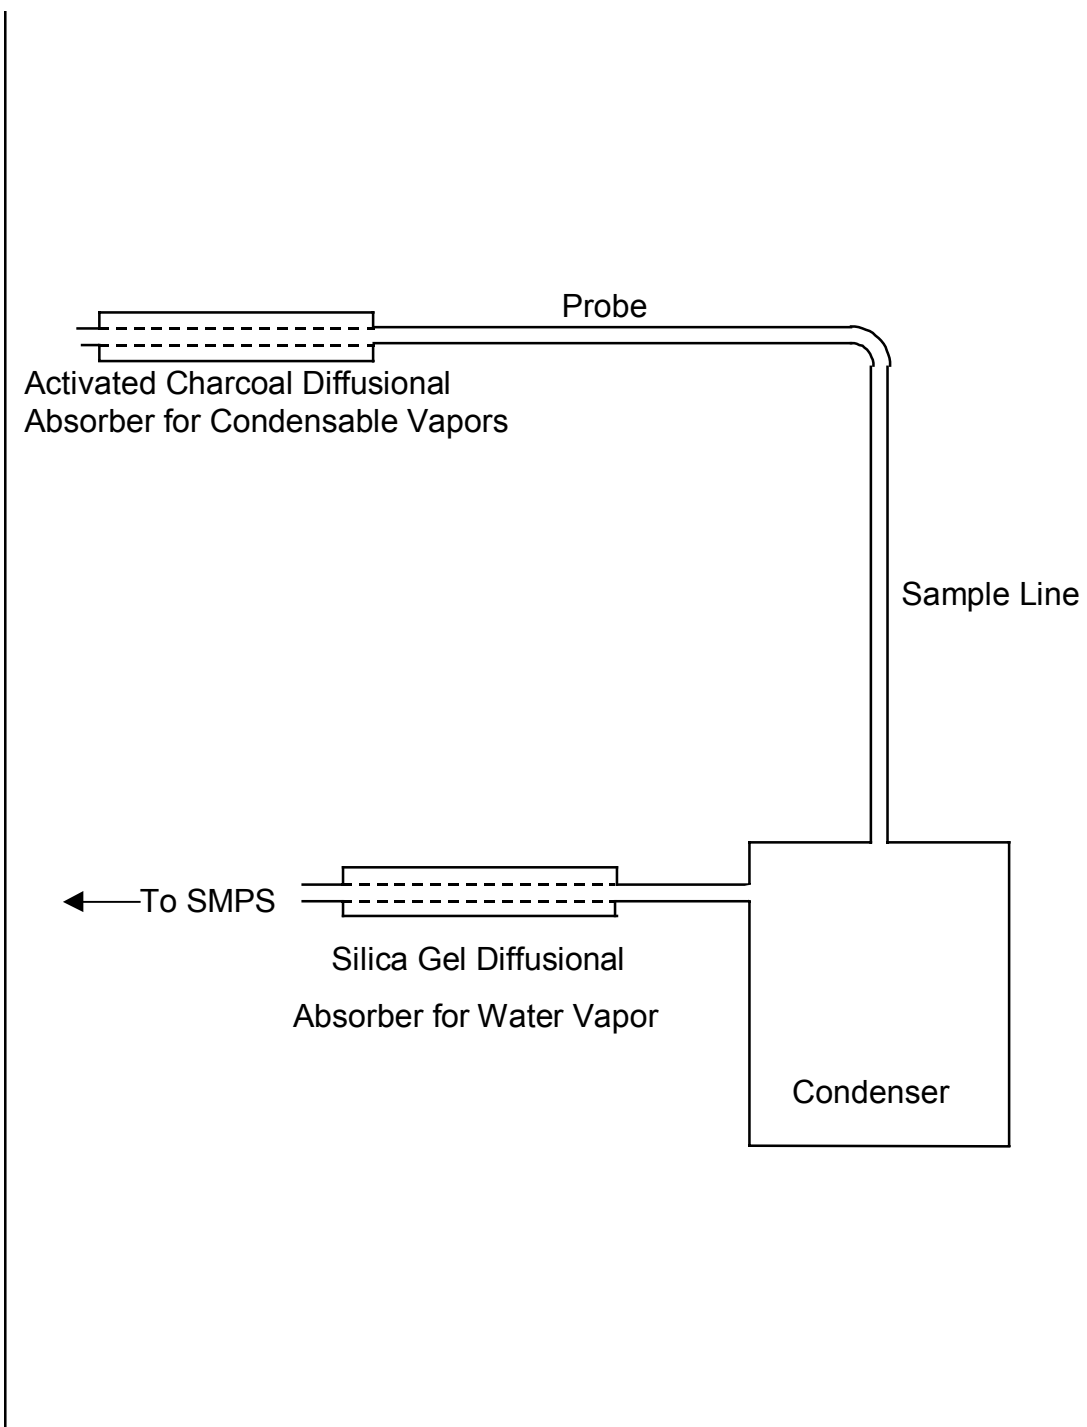 Probe
Activated Charcoal Diffusional
Absorber for Condensable Vapors
Sample Line
To SMPS
Silica Gel Diffusional
Absorber for Water Vapor
Condenser